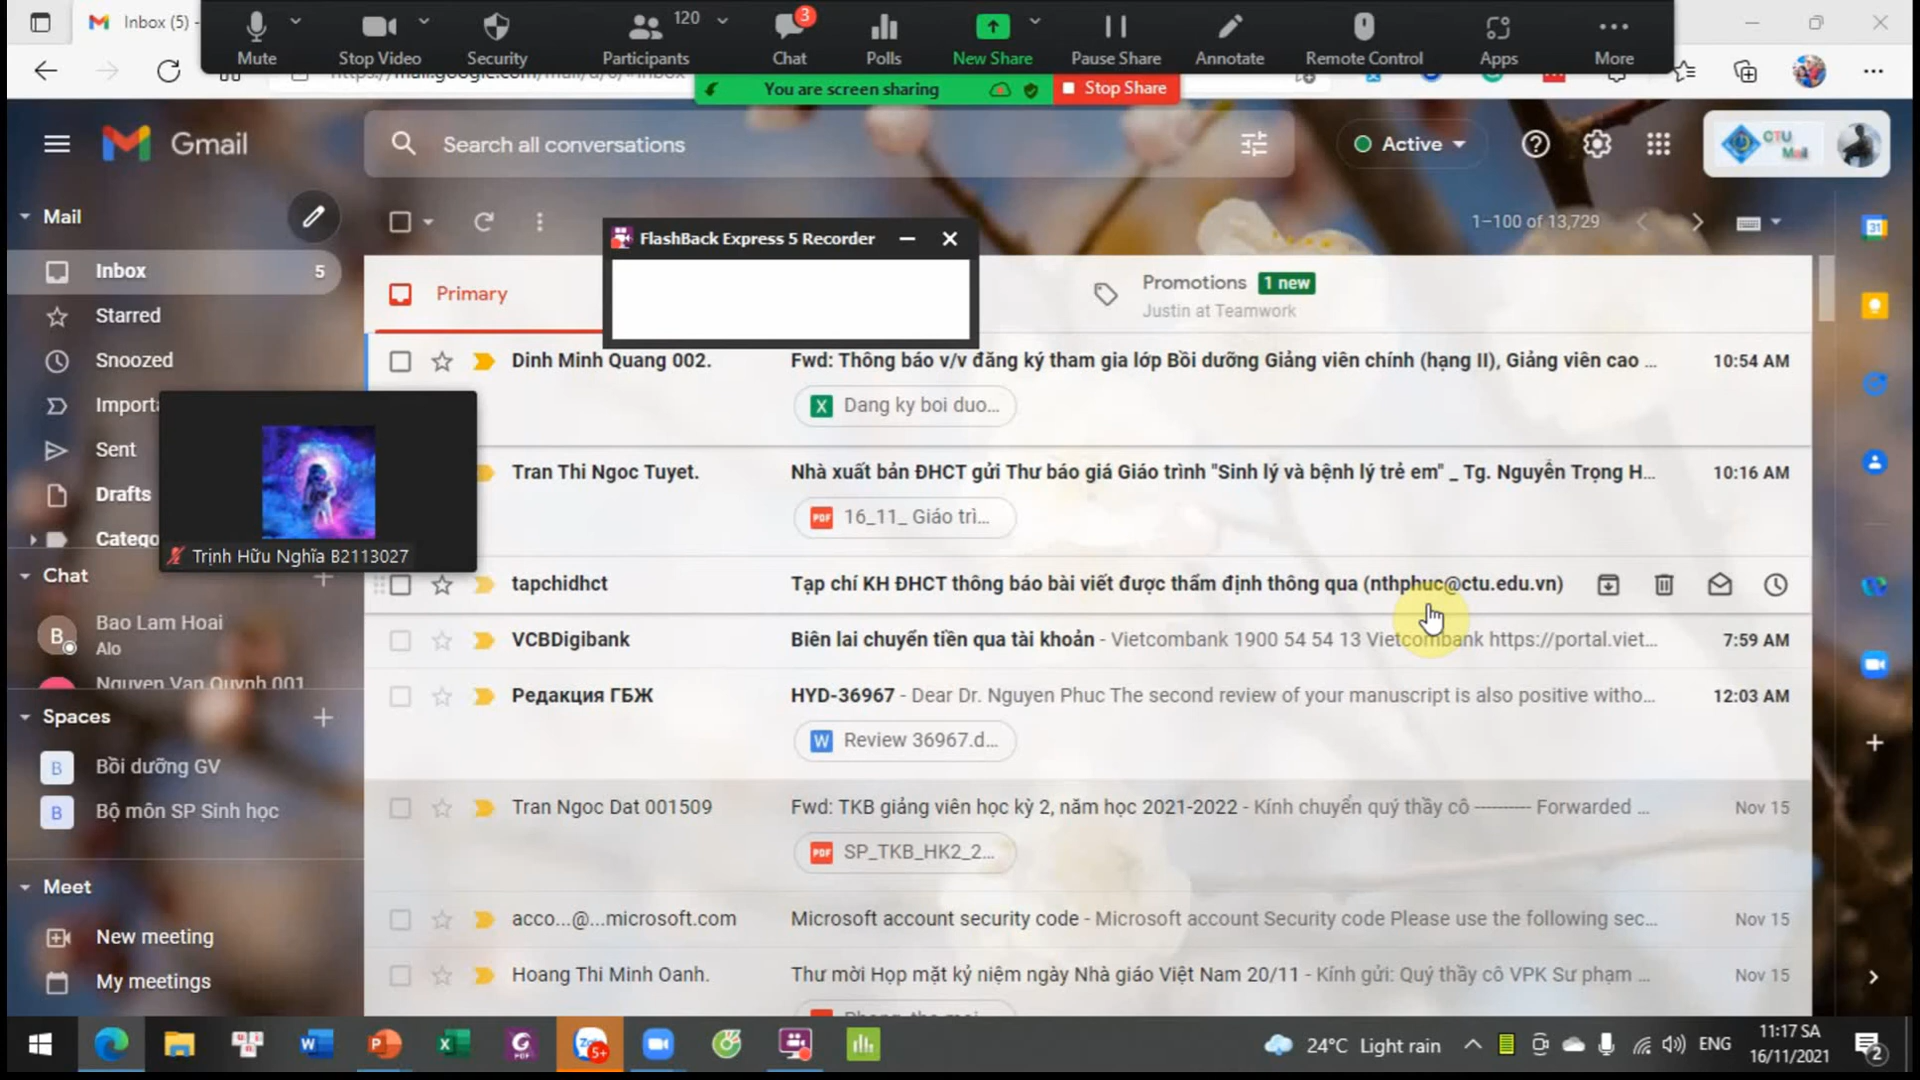 Inbox (5) -
Mute
Stop Video
Security
Participants
120
Chat
3
Polls
New Share
Pause Share
Annotate
Remote Control
Apps
More
You are screen sharing
Stop Share
Gmail
Search all conversations
Active
CTU
Mail
Mail
1–100 of 13,729
31
FlashBack Express 5 Recorder
Inbox
5
Starred
Snoozed
Importa
Sent
Drafts
Catego
Trịnh Hữu Nghĩa B2113027
Chat
B
Bao Lam Hoai
Alo
Nguyen Van Quynh 001
Spaces
B
Bồi dưỡng GV
B
Bộ môn SP Sinh học
Meet
New meeting
My meetings
Primary
Promotions
1 new
Justin at Teamwork
Dinh Minh Quang 002.
Fwd: Thông báo v/v đăng ký tham gia lớp Bồi dưỡng Giảng viên chính (hạng II), Giảng viên cao ...
10:54 AM
X
Dang ky boi duo...
Tran Thi Ngoc Tuyet.
Nhà xuất bản ĐHCT gửi Thư báo giá Giáo trình "Sinh lý và bệnh lý trẻ em" _ Tg. Nguyễn Trọng H...
10:16 AM
PDF
16_11_ Giáo trì...
tapchidhct
Tạp chí KH ĐHCT thông báo bài viết được thẩm định thông qua (nthphuc@ctu.edu.vn)
VCBDigibank
Biên lai chuyển tiền qua tài khoản - Vietcombank 1900 54 54 13 Vietcombank https://portal.viet...
7:59 AM
Редакция ГБЖ
HYD-36967 - Dear Dr. Nguyen Phuc The second review of your manuscript is also positive witho...
12:03 AM
W
Review 36967.d...
Tran Ngoc Dat 001509
Fwd: TKB giảng viên học kỳ 2, năm học 2021-2022 - Kính chuyển quý thầy cô ---------- Forwarded ...
Nov 15
PDF
SP_TKB_HK2_2...
acco...@...microsoft.com
Microsoft account security code - Microsoft account Security code Please use the following sec...
Nov 15
Hoang Thi Minh Oanh.
Thư mời Họp mặt kỷ niệm ngày Nhà giáo Việt Nam 20/11 - Kính gửi: Quý thầy cô VPK Sư phạm ...
Nov 15
24°C Light rain
ENG
11:17 SA
16/11/2021
2